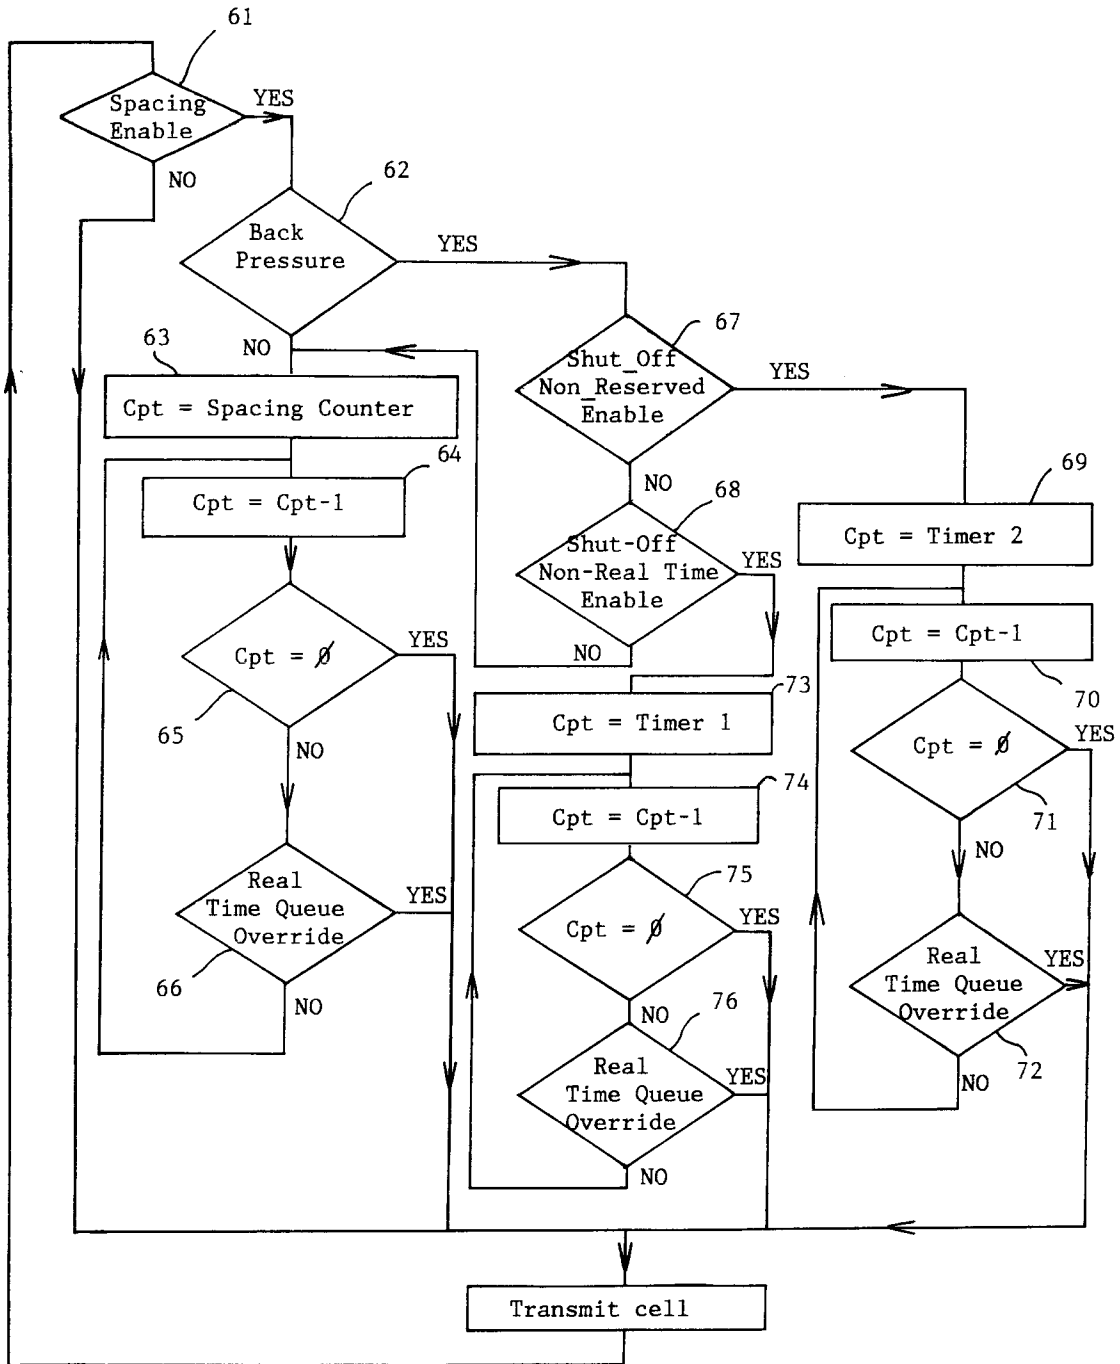 61
Spacing
Enable
YES
NO
62
Back
Pressure
YES
NO
63
Cpt = Spacing Counter
64
Cpt = Cpt-1
Cpt = Ø
YES
65
NO
Real
Time Queue
Override
YES
66
NO
67
Shut_Off
Non_Reserved
Enable
YES
NO
68
Shut-Off
Non-Real Time
Enable
YES
NO
73
Cpt = Timer 1
74
Cpt = Cpt-1
75
Cpt = Ø
YES
NO
76
Real
Time Queue
Override
YES
NO
69
Cpt = Timer 2
Cpt = Cpt-1
70
Cpt = Ø
YES
71
NO
Real
Time Queue
Override
YES
72
NO
Transmit cell